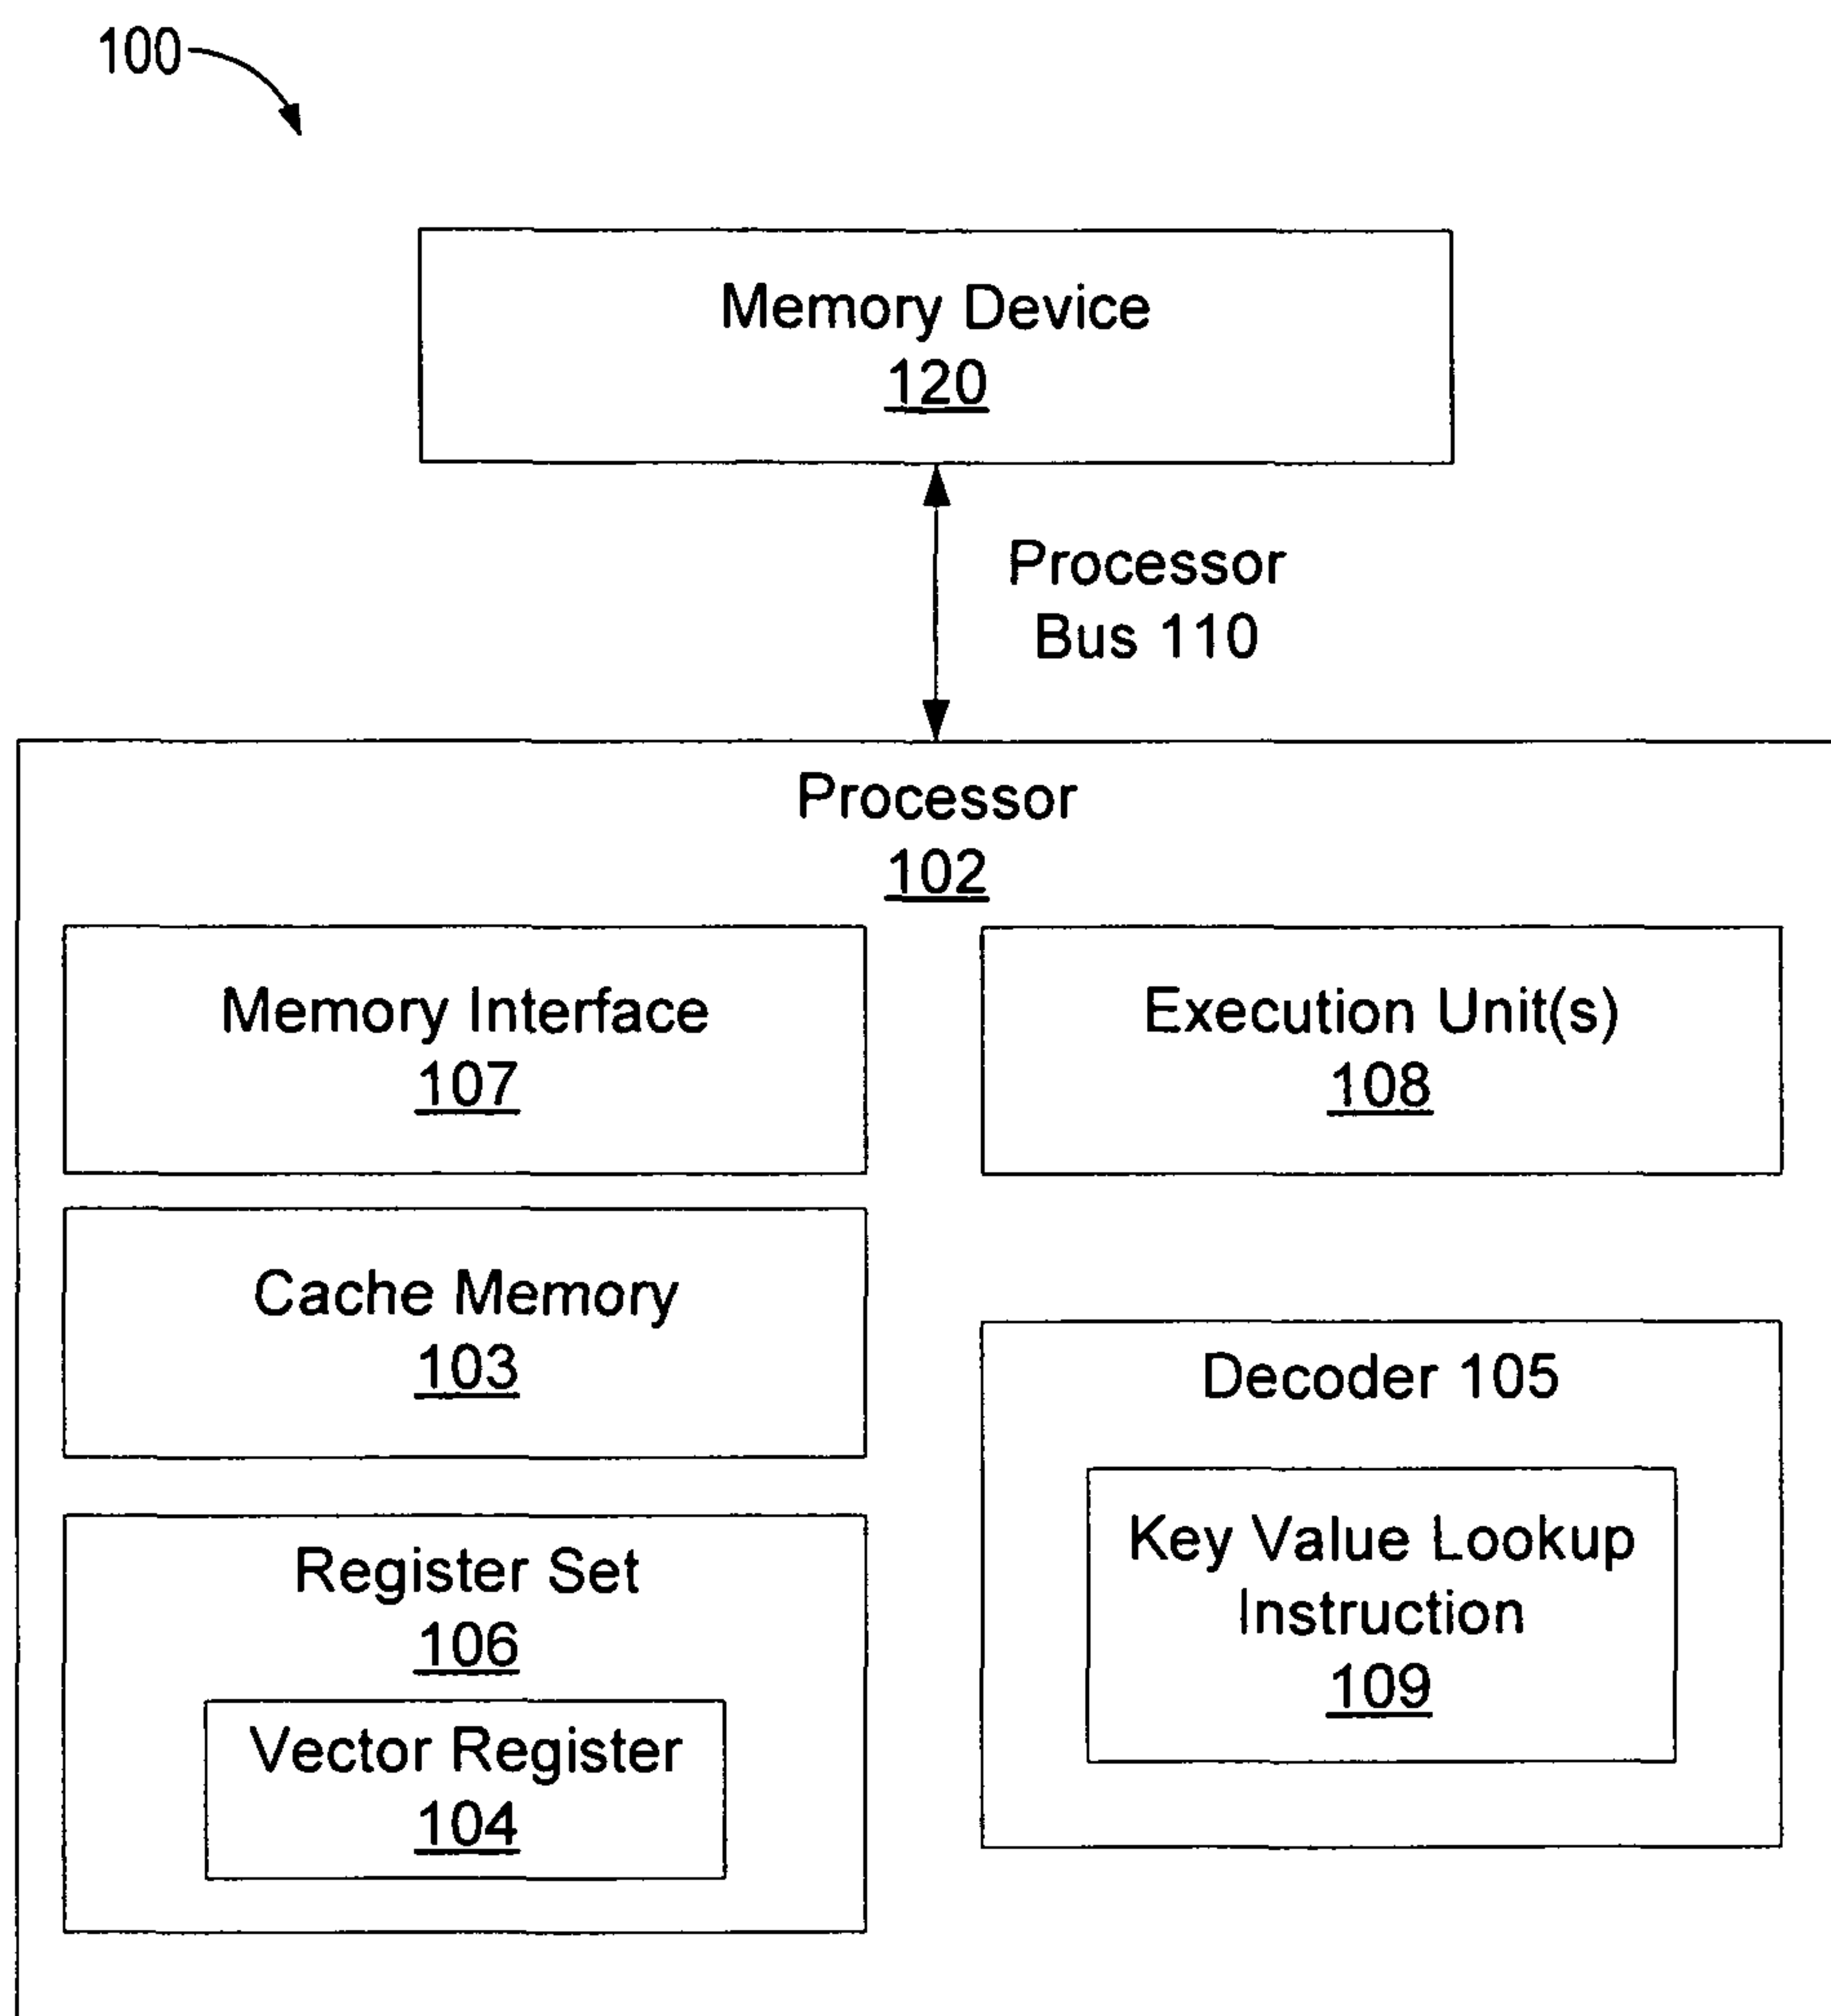 100
Memory Device
120
Processor
Bus 110
Processor
102
Memory Interface
107
Execution Unit(s)
108
Cache Memory
103
Decoder 105
Key Value Lookup
Instruction
109
Register Set
106
Vector Register
104